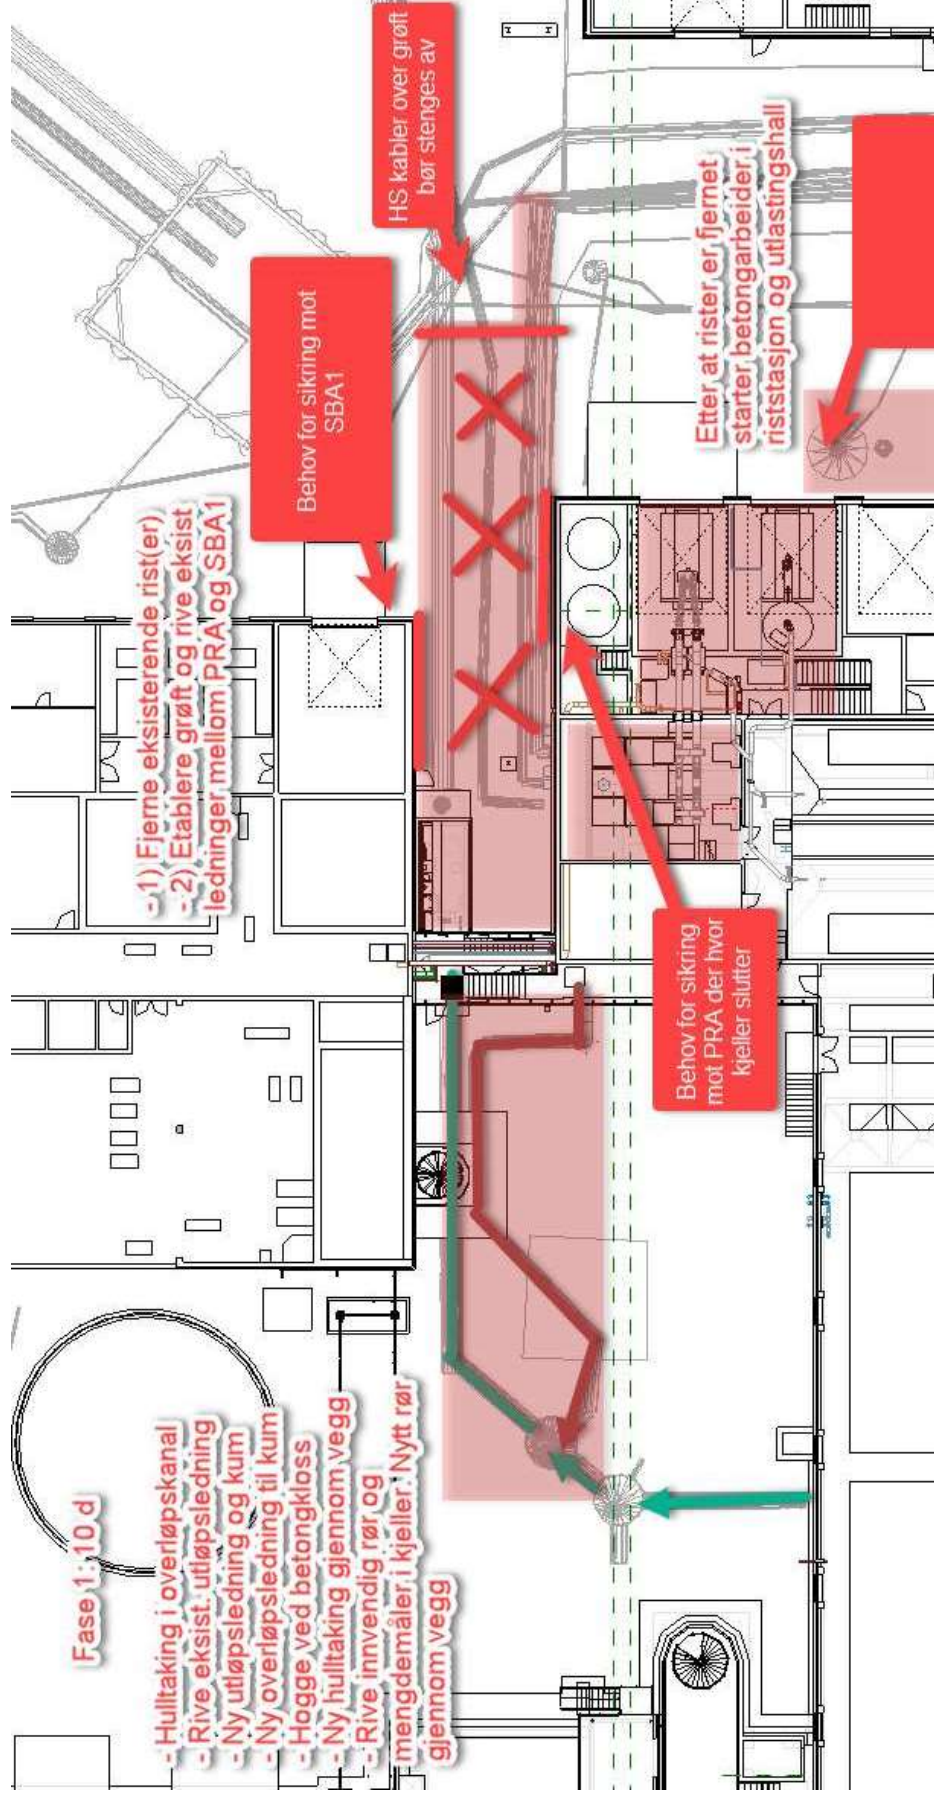 Fase 1: 10 d
- Hulltaking i overløpskanal
- Rive eksist. utløpsledning
- Ny utløpsledning og kum
- Ny overløpsledning til kum
- Hogge ved betongkloss
- Ny hulltaking gjennom vegg
- Rive innvendig rør og
mengdemåler i kjeller. Nytt rør
gjennom vegg
- 1) Fjerne eksisterende rist(er)
- 2) Etablere grøft og rive eksist
ledninger mellom PRA og SBA1
Behov for sikring mot
SBA1
HS kabler over grøft
bør stenges av
Behov for sikring
mot PRA der hvor
kjeller slutter
Etter at rister er fjernet
starter betongarbeider i
riststasjon og utlastingshall